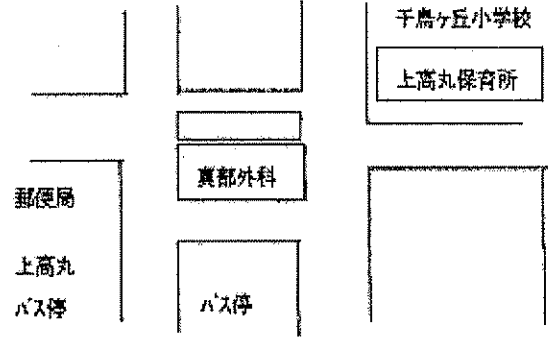 千鳥ヶ丘小学校
上高丸保育所
真部外科
郵便局
上高丸
バス停
バス停